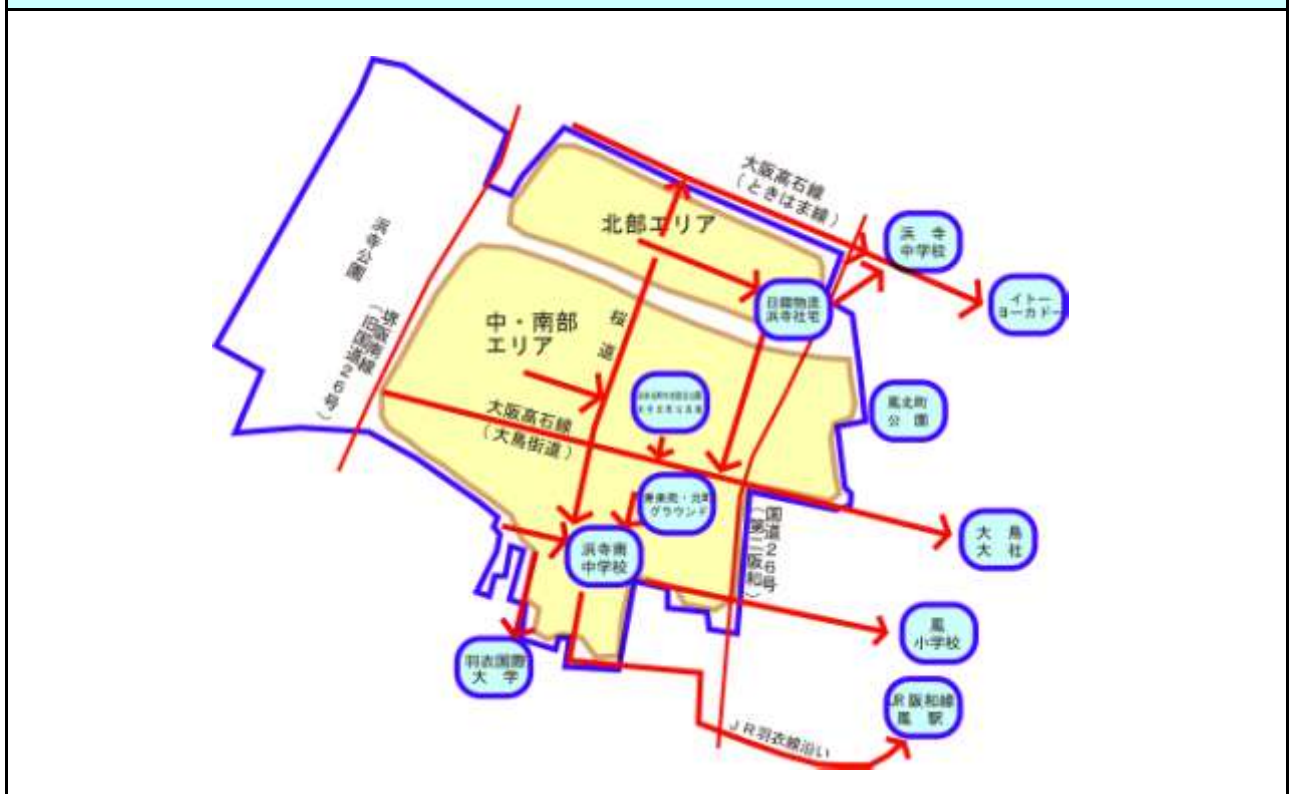 大阪高石線
(ときはま線)
北部エリア
浜寺
中学校
浜寺公園
イトー
ヨーカドー
日曜物流
浜寺社宅
堺阪南線
(旧国道26号)
中・南部
エリア
桜道
鳳北町
公園
大阪高石線
(大鳥街道)
グラウンド
国道26号
(第二阪和)
大鳥
大社
浜寺南
中学校
鳳
小学校
羽衣国際
大学
JR阪和線
鳳駅
JR羽衣線沿い